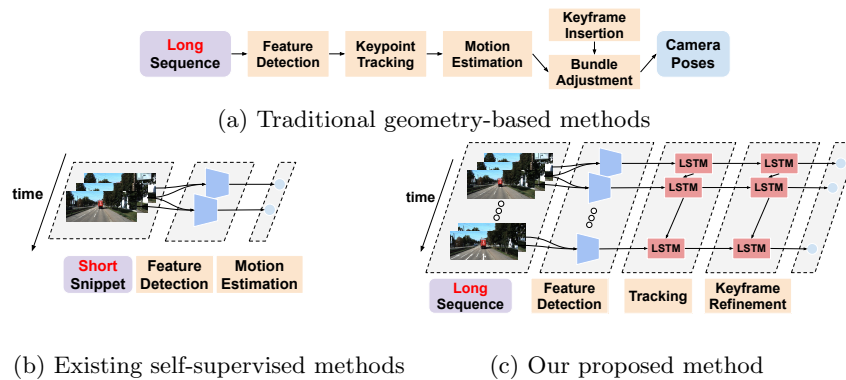 Long
Sequence
Feature
Detection
Keypoint
Tracking
Motion
Estimation
Keyframe
Insertion
Bundle
Adjustment
Camera
Poses
(a) Traditional geometry-based methods
time
Short
Snippet
Feature
Detection
Motion
Estimation
(b) Existing self-supervised methods
time
LSTM
LSTM
LSTM
LSTM
LSTM
LSTM
Long
Sequence
Feature
Detection
Tracking
Keyframe
Refinement
(c) Our proposed method